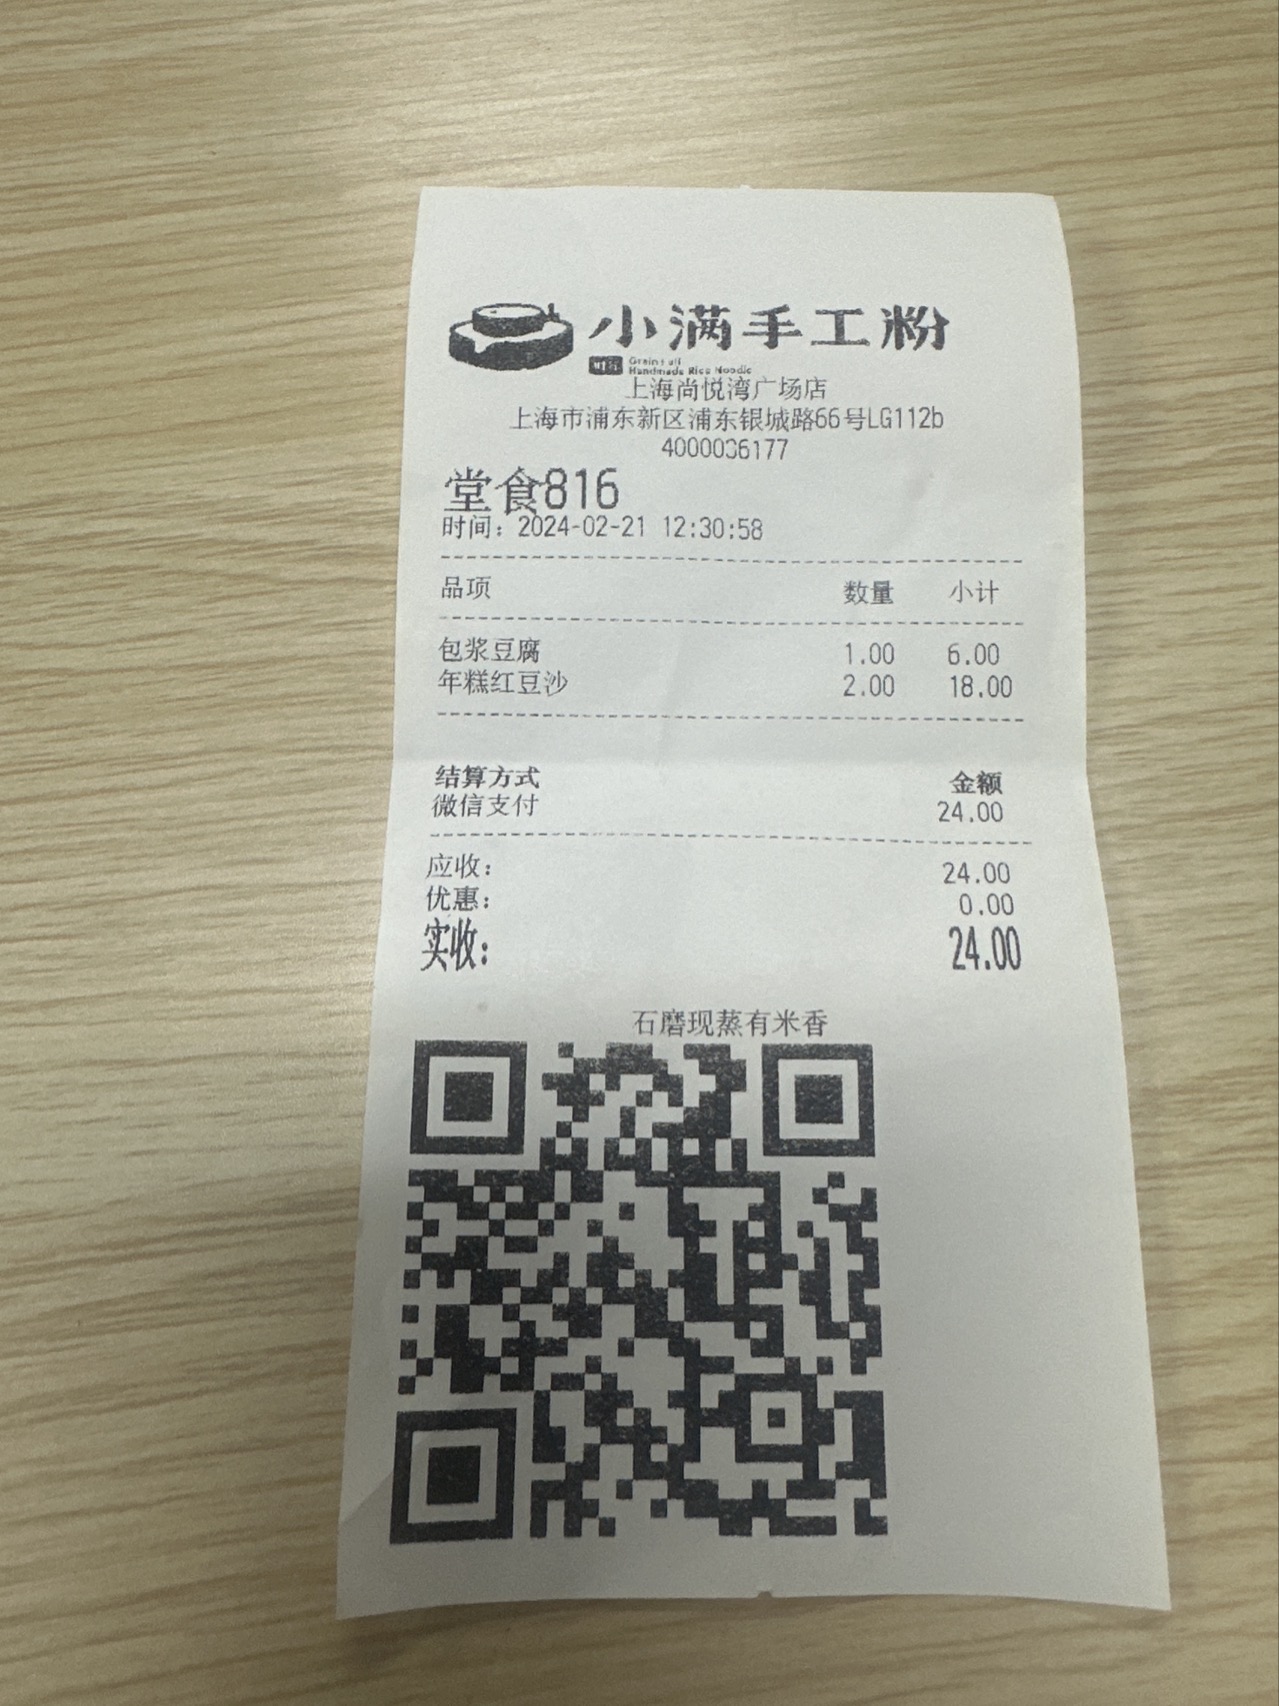 小满手工粉
Grain Full
Handmade Rice Noodle
上海尚悦湾广场店
上海市浦东新区浦东银城路66号LG112b
4000036177
堂食816
时间：2024-02-21 12:30:58
品项 数量 小计
包浆豆腐 1.00 6.00
年糕红豆沙 2.00 18.00
结算方式 金额
微信支付 24.00
应收： 24.00
优惠： 0.00
实收： 24.00
石磨现蒸有米香